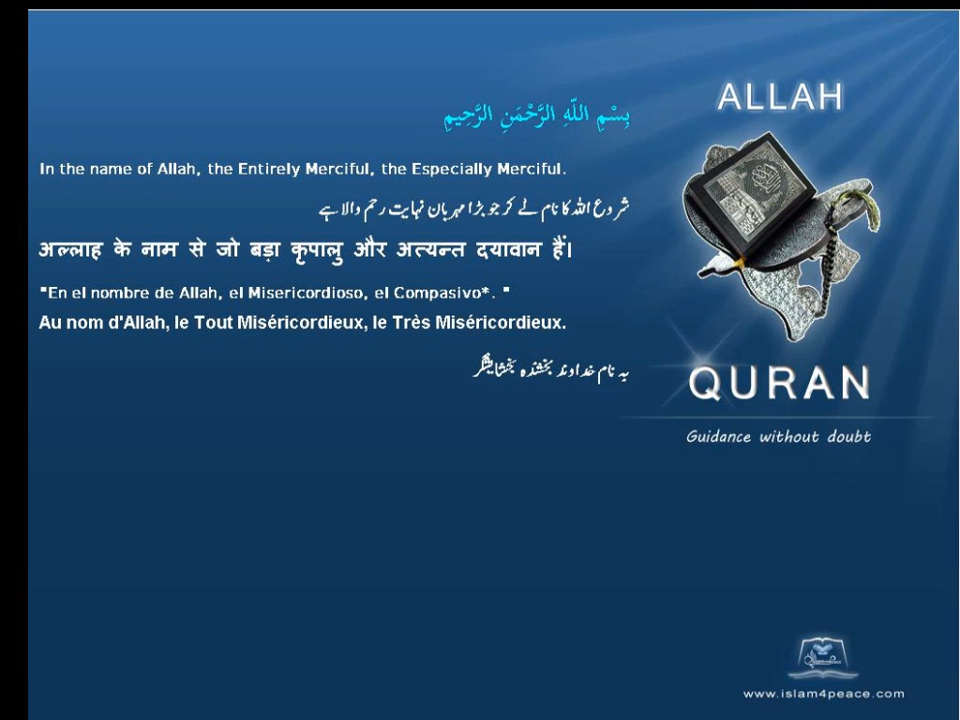 بِسْمِ اللّهِ الرَّحْمَنِ الرَّحِيمِ
In the name of Allah, the Entirely Merciful, the Especially Merciful.
شروع اللہ کا نام لے کر جو بڑا مہربان نہایت رحم والا ہے
अल्लाह के नाम से जो बड़ा कृपालु और अत्यन्त दयावान हैं।
"En el nombre de Allah, el Misericordioso, el Compasivo*. "
Au nom d'Allah, le Tout Miséricordieux, le Très Miséricordieux.
به نام خداوند بخشنده بخشایشگر
ALLAH
QURAN
Guidance without doubt
www.islam4peace.com